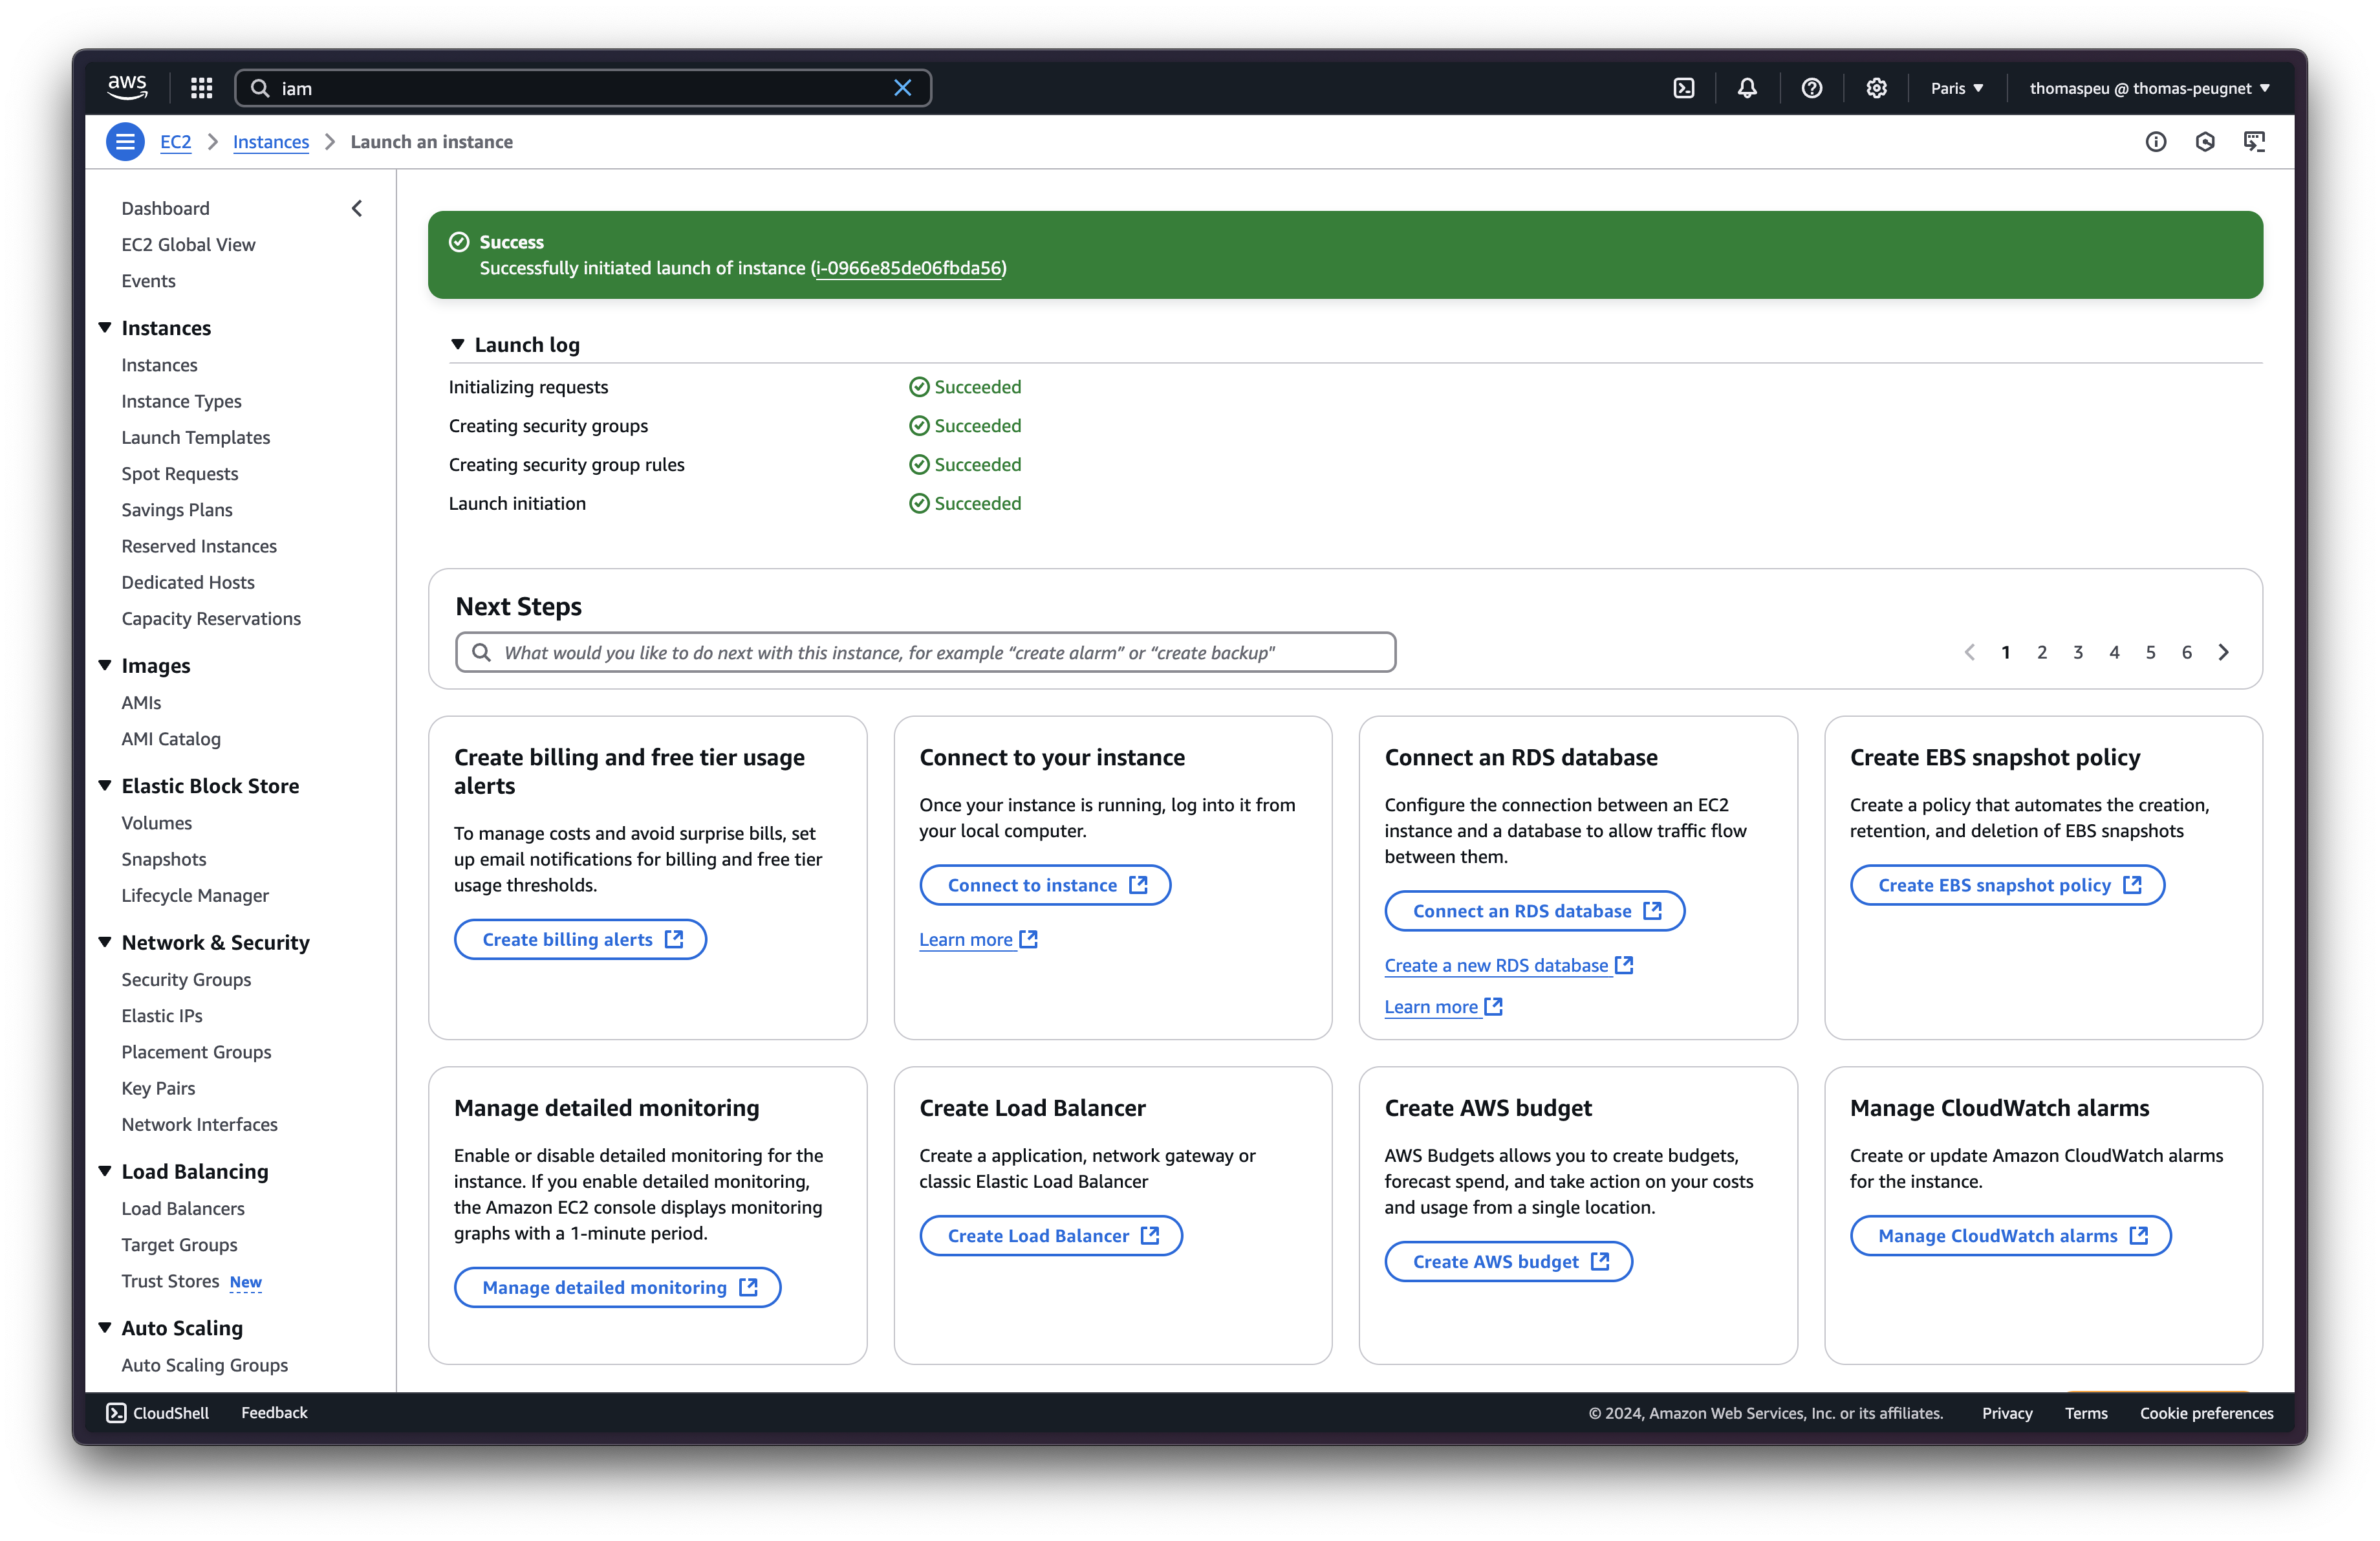 aws
iam
Paris
thomaspeu @ thomas-peugnet
EC2
Instances
Launch an instance
Dashboard
EC2 Global View
Events
Instances
Instances
Instance Types
Launch Templates
Spot Requests
Savings Plans
Reserved Instances
Dedicated Hosts
Capacity Reservations
Images
AMIs
AMI Catalog
Elastic Block Store
Volumes
Snapshots
Lifecycle Manager
Network & Security
Security Groups
Elastic IPs
Placement Groups
Key Pairs
Network Interfaces
Load Balancing
Load Balancers
Target Groups
Trust Stores New
Auto Scaling
Auto Scaling Groups
Success
Successfully initiated launch of instance (i-0966e85de06fbda56)
Launch log
Initializing requests Succeeded
Creating security groups Succeeded
Creating security group rules Succeeded
Launch initiation Succeeded
Next Steps
What would you like to do next with this instance, for example “create alarm” or “create backup"
1 2 3 4 5 6
Create billing and free tier usage
alerts
To manage costs and avoid surprise bills, set
up email notifications for billing and free tier
usage thresholds.
Create billing alerts
Connect to your instance
Once your instance is running, log into it from
your local computer.
Connect to instance
Learn more
Connect an RDS database
Configure the connection between an EC2
instance and a database to allow traffic flow
between them.
Connect an RDS database
Create a new RDS database
Learn more
Create EBS snapshot policy
Create a policy that automates the creation,
retention, and deletion of EBS snapshots
Create EBS snapshot policy
Manage detailed monitoring
Enable or disable detailed monitoring for the
instance. If you enable detailed monitoring,
the Amazon EC2 console displays monitoring
graphs with a 1-minute period.
Manage detailed monitoring
Create Load Balancer
Create a application, network gateway or
classic Elastic Load Balancer
Create Load Balancer
Create AWS budget
AWS Budgets allows you to create budgets,
forecast spend, and take action on your costs
and usage from a single location.
Create AWS budget
Manage CloudWatch alarms
Create or update Amazon CloudWatch alarms
for the instance.
Manage CloudWatch alarms
CloudShell
Feedback
© 2024, Amazon Web Services, Inc. or its affiliates.
Privacy
Terms
Cookie preferences